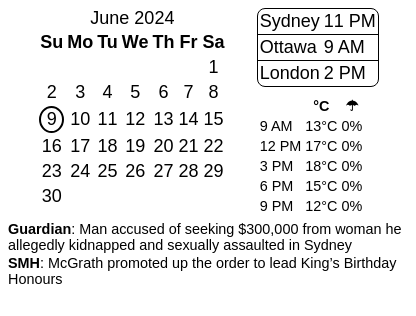 June 2024
Su Mo Tu We Th Fr Sa
1
2 3 4 5 6 7 8
9 10 11 12 13 14 15
16 17 18 19 20 21 22
23 24 25 26 27 28 29
30
Sydney 11 PM
Ottawa 9 AM
London 2 PM
°C ☂
9 AM 13°C 0%
12 PM 17°C 0%
3 PM 18°C 0%
6 PM 15°C 0%
9 PM 12°C 0%
Guardian: Man accused of seeking $300,000 from woman he
allegedly kidnapped and sexually assaulted in Sydney
SMH: McGrath promoted up the order to lead King’s Birthday
Honours